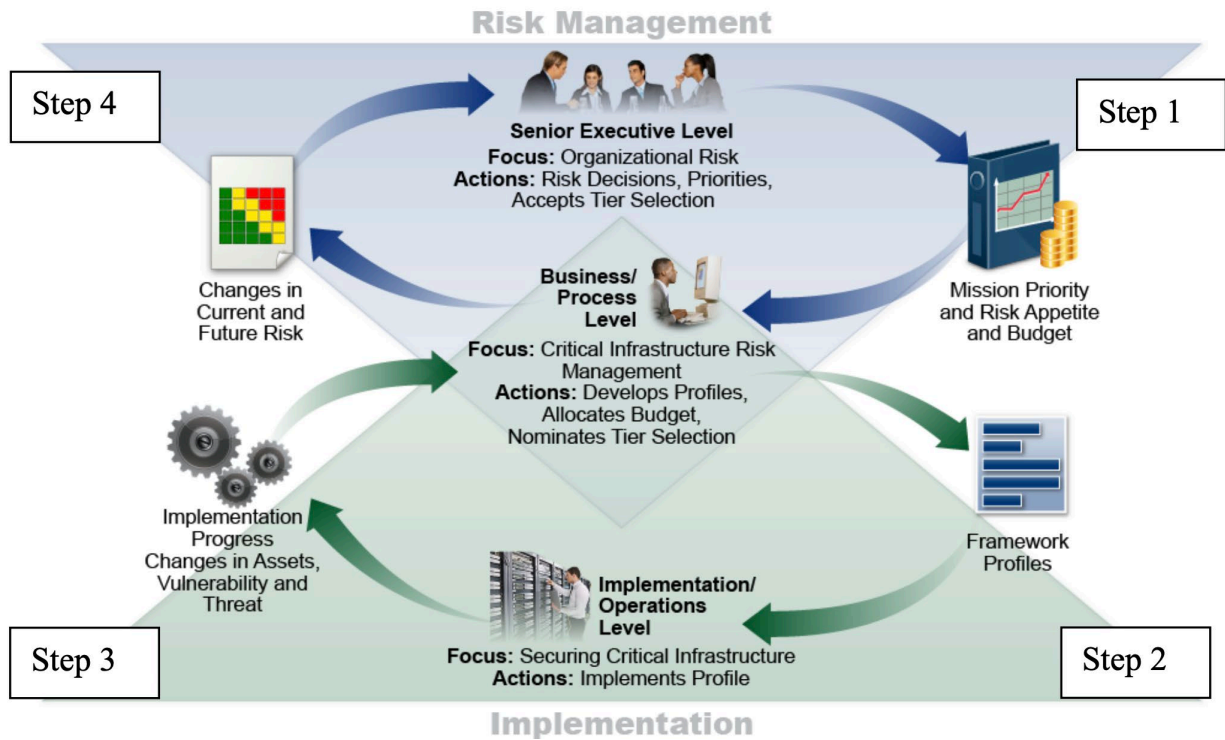 Risk Management
Step 4
Step 1
Senior Executive Level
Focus: Organizational Risk
Actions: Risk Decisions, Priorities,
Accepts Tier Selection
Changes in
Current and
Future Risk
Mission Priority
and Risk Appetite
and Budget
Business/
Process
Level
Focus: Critical Infrastructure Risk
Management
Actions: Develops Profiles,
Allocates Budget,
Nominates Tier Selection
Implementation
Progress
Changes in Assets,
Vulnerability and
Threat
Framework
Profiles
Implementation/
Operations
Level
Focus: Securing Critical Infrastructure
Actions: Implements Profile
Step 3
Step 2
Implementation